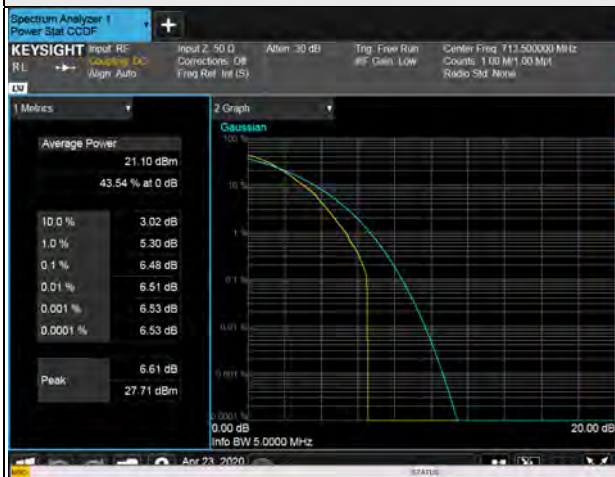 Spectrum Analyzer 1
Power Stat CCDF
+
KEYSIGHT
RL
Input: RF
Coupling: DC
Align: Auto
Input Z: 50 Ω
Corrections: Off
Freq Ref: Int (S)
Atten: 30 dB
Trig: Free Run
#IF Gain: Low
Center Freq: 713.500000 MHz
Counts: 1.00 M/1.00 Mpt
Radio Std: None
1 Metrics
Average Power
21.10 dBm
43.54 % at 0 dB
10.0 % 3.02 dB
1.0 % 5.30 dB
0.1 % 6.48 dB
0.01 % 6.51 dB
0.001 % 6.53 dB
0.0001 % 6.53 dB
Peak
6.61 dB
27.71 dBm
2 Graph
Gaussian
100 %
10 %
1 %
0.1 %
0.01 %
0.001 %
0.0001 %
0.00 dB 20.00 dB
Info BW 5.0000 MHz
Apr 23, 2020
MSG STATUS